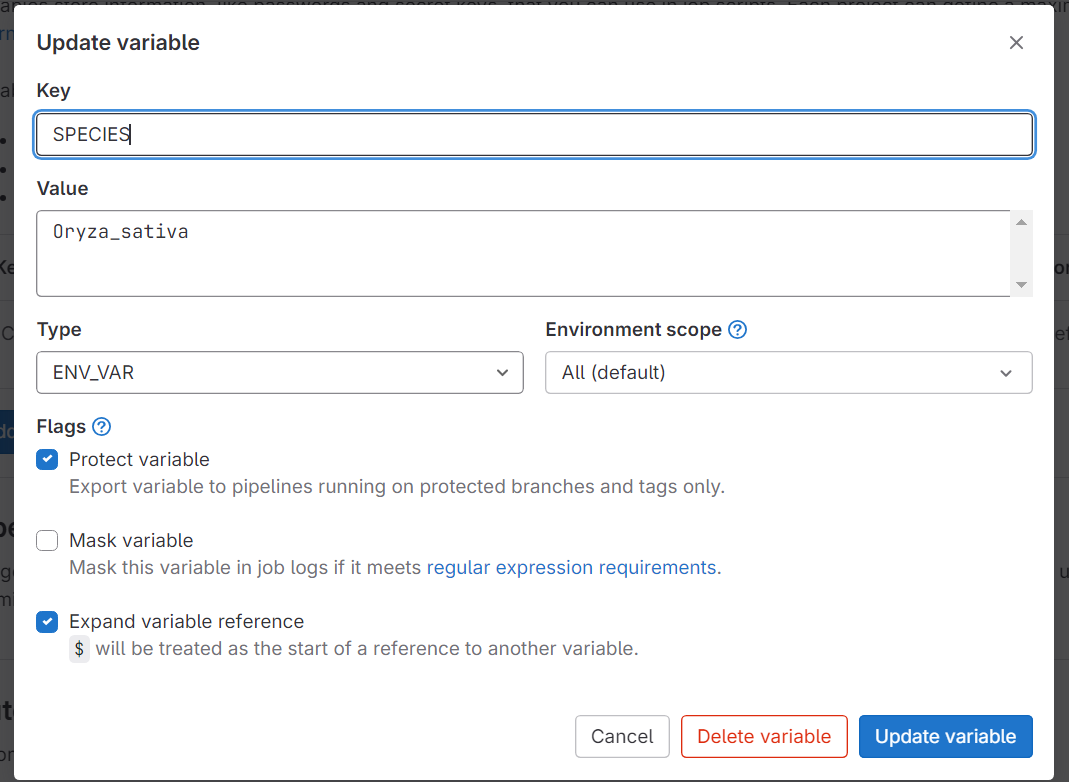 Update variable
Key
SPECIES
Value
Oryza_sativa
Type
Environment scope
ENV_VAR
All (default)
Flags
Protect variable
Export variable to pipelines running on protected branches and tags only.
Mask variable
Mask this variable in job logs if it meets regular expression requirements.
Expand variable reference
$ will be treated as the start of a reference to another variable.
Cancel
Delete variable
Update variable